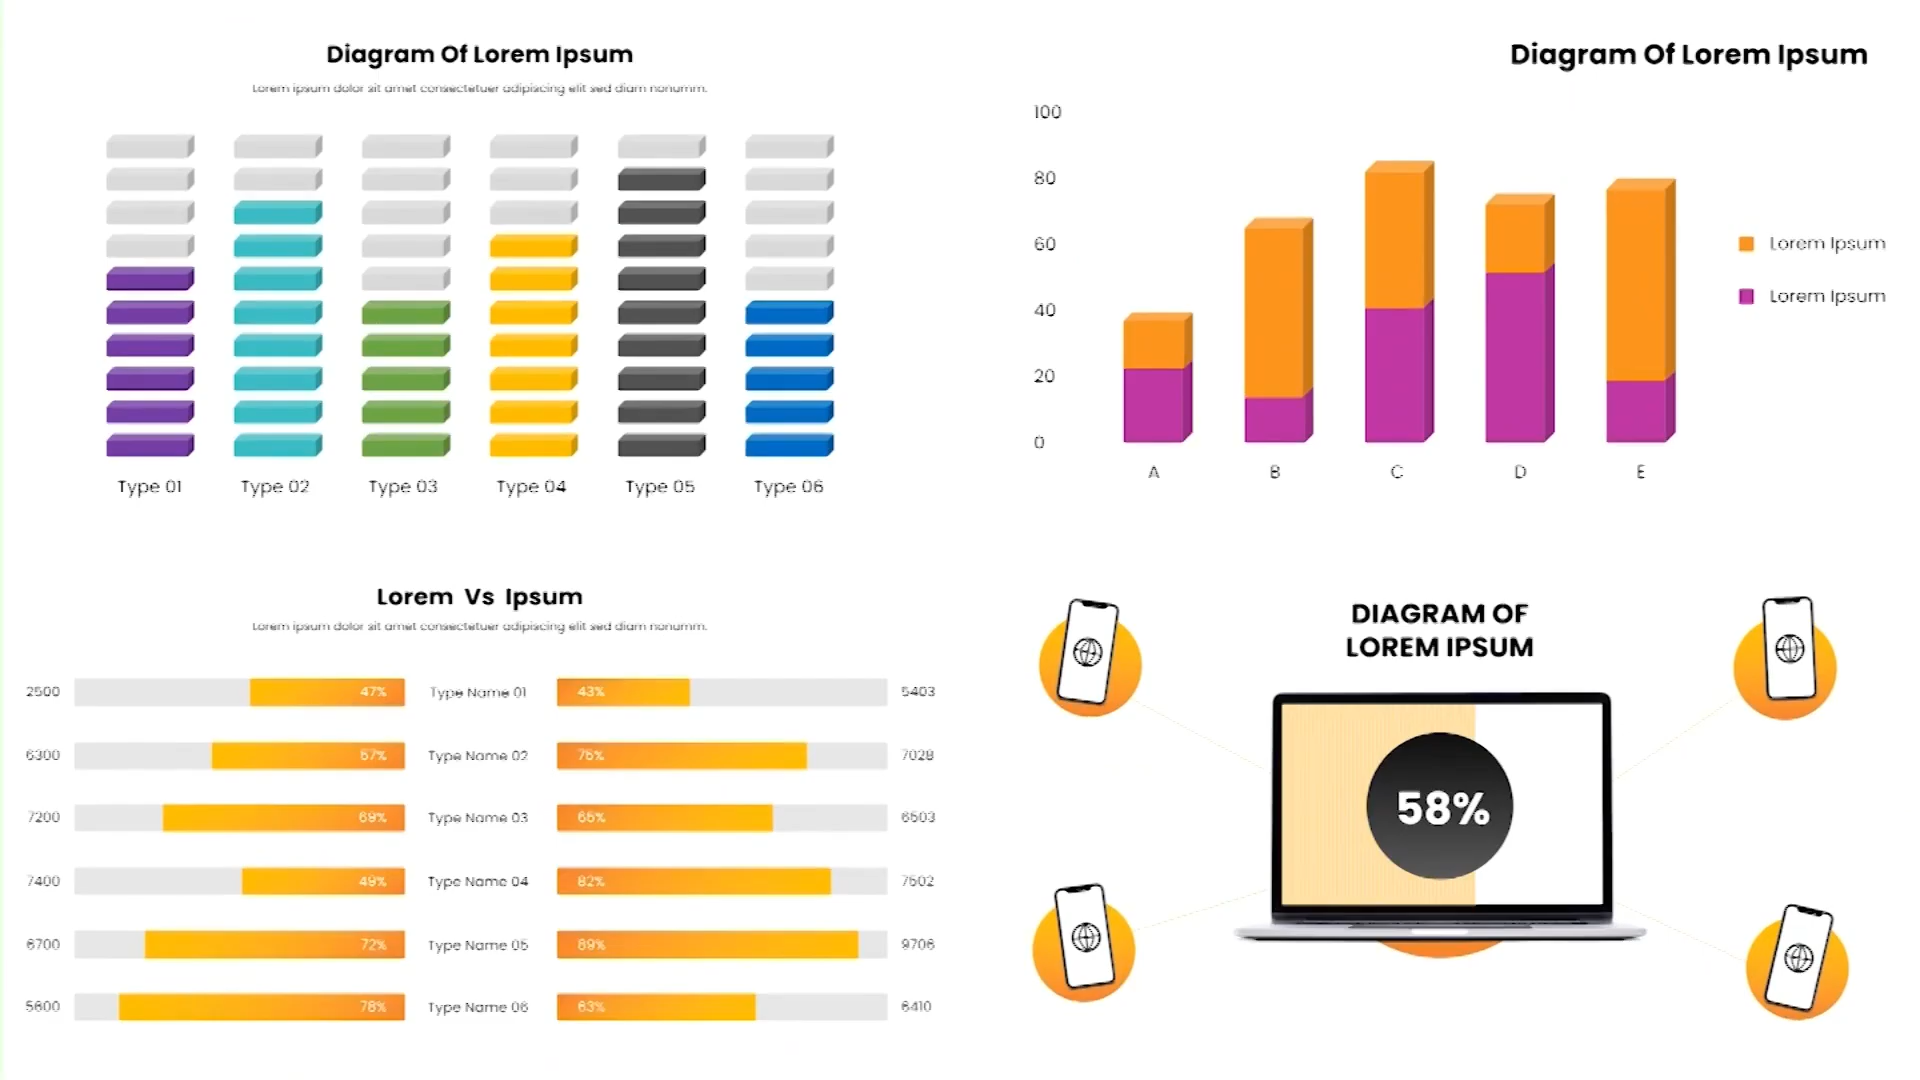 Diagram Of Lorem Ipsum
Lorem ipsum dolor sit amet consectetuer adipiscing elit sed diam nonumm.
Type 01 Type 02 Type 03 Type 04 Type 05 Type 06
Diagram Of Lorem Ipsum
100
80
60
40
20
0
A B C D E
Lorem Ipsum
Lorem Ipsum
Lorem Vs Ipsum
Lorem ipsum dolor sit amet consectetuer adipiscing elit sed diam nonumm.
2500 47% Type Name 01 43% 5403
6300 57% Type Name 02 75% 7028
7200 69% Type Name 03 65% 6503
7400 49% Type Name 04 82% 7502
6700 72% Type Name 05 89% 9706
5600 78% Type Name 06 63% 6410
DIAGRAM OF
LOREM IPSUM
58%